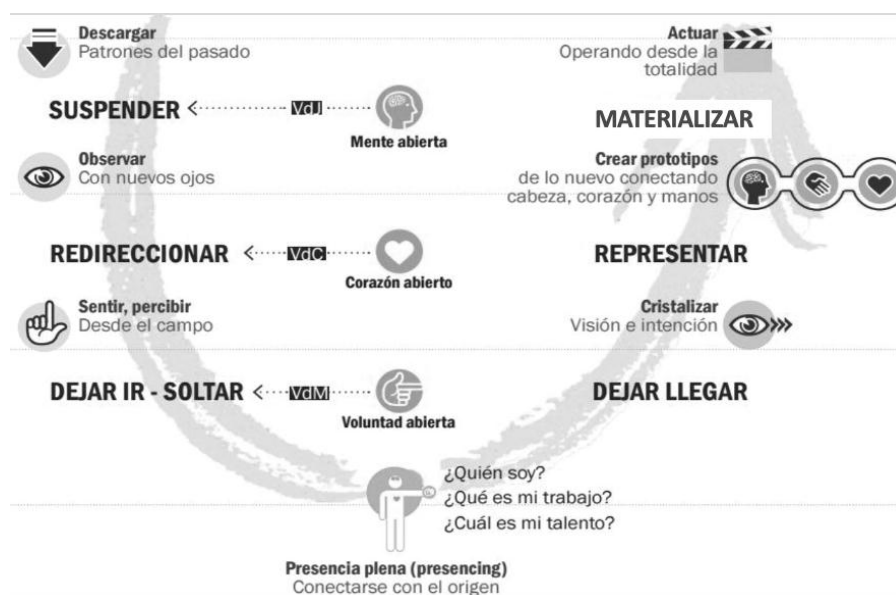 Descargar
Patrones del pasado
SUSPENDER
VdJ
Mente abierta
Observar
Con nuevos ojos
REDIRECCIONAR
VdC
Corazón abierto
Sentir, percibir
Desde el campo
DEJAR IR - SOLTAR
VdM
Voluntad abierta
¿Quién soy?
¿Qué es mi trabajo?
¿Cuál es mi talento?
Presencia plena (presencing)
Conectarse con el origen
DEJAR LLEGAR
Cristalizar
Visión e intención
REPRESENTAR
Crear prototipos
de lo nuevo conectando
cabeza, corazón y manos
MATERIALIZAR
Actuar
Operando desde la
totalidad